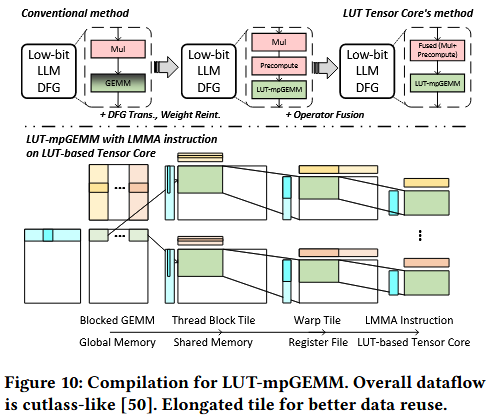 Conventional method
LUT Tensor Core's method
Low-bit
LLM
DFG
Mul
GEMM
Low-bit
LLM
DFG
Mul
Precompute
LUT-mpGEMM
Low-bit
LLM
DFG
Fused (Mul+
Precompute)
LUT-mpGEMM
+ DFG Trans., Weight Reint.
+ Operator Fusion
LUT-mpGEMM with LMMA instruction
on LUT-based Tensor Core
...
...
...
Blocked GEMM
Thread Block Tile
Warp Tile
LMMA Instruction
Global Memory
Shared Memory
Register File
LUT-based Tensor Core
Figure 10: Compilation for LUT-mpGEMM. Overall dataflow
is cutlass-like [50]. Elongated tile for better data reuse.